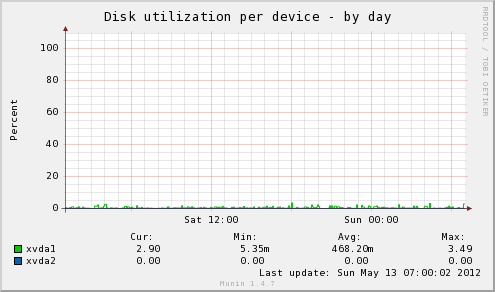 Disk utilization per device - by day
RRDTOOL / TOBI OETIKER
Percent
100
80
60
40
20
0
Sat 12:00 Sun 00:00
Cur: Min: Avg: Max:
xvda1 2.90 5.35m 468.20m 3.49
xvda2 0.00 0.00 0.00 0.00
Last update: Sun May 13 07:00:02 2012
Munin 1.4.7